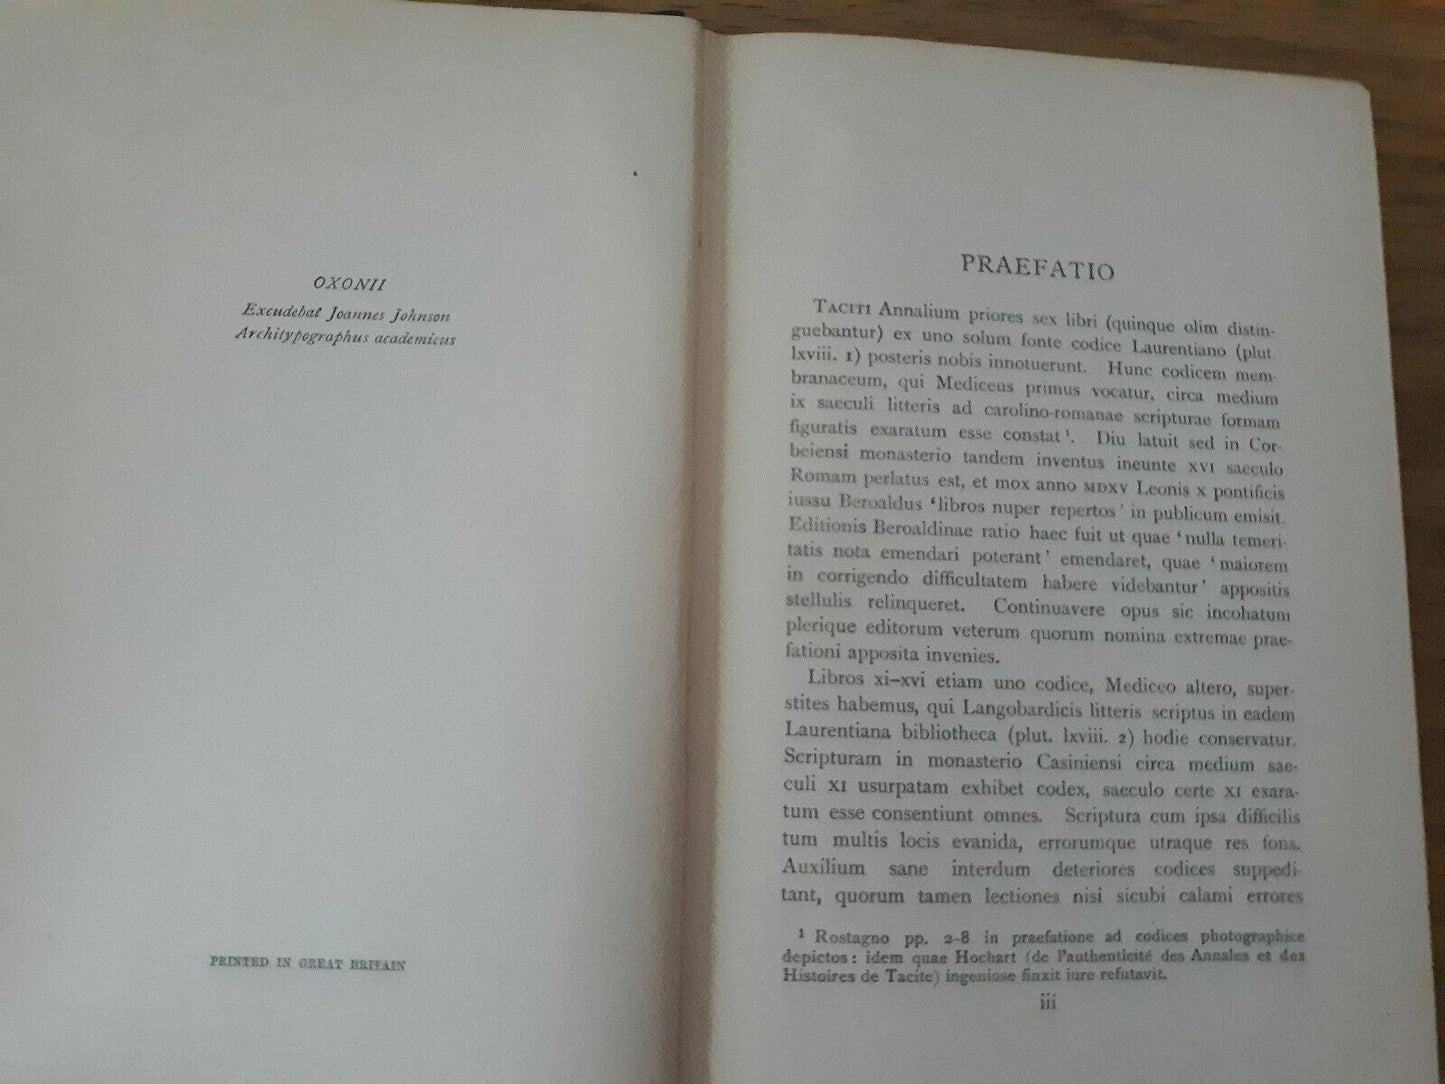 OXONII
Excudebat Joannes Johnson
Architypographus academicus
PRINTED IN GREAT BRITAIN
PRAEFATIO
TACITI Annalium priores sex libri (quinque olim distin-
guebantur) ex uno solum fonte codice Laurentiano (plut.
lxviii. 1) posteris nobis innotuerunt. Hunc codicem mem-
branaceum, qui Mediceus primus vocatur, circa medium
ix saeculi litteris ad carolino-romanae scripturae formam
figuratis exaratum esse constat¹. Diu latuit sed in Cor-
beiensi monasterio tandem inventus ineunte XVI saeculo
Romam perlatus est, et mox anno MDXV Leonis X pontificis
iussu Beroaldus ‘libros nuper repertos’ in publicum emisit.
Editionis Beroaldinae ratio haec fuit ut quae ‘nulla temeri-
tatis nota emendari poterant’ emendaret, quae ‘maiorem
in corrigendo difficultatem habere videbantur’ appositis
stellulis relinqueret. Continuavere opus sic incohatum
plerique editorum veterum quorum nomina extremae prae-
fationi apposita invenies.
Libros xi–xvi etiam uno codice, Mediceo altero, super-
stites habemus, qui Langobardicis litteris scriptus in eadem
Laurentiana bibliotheca (plut. lxviii. 2) hodie conservatur.
Scripturam in monasterio Casiniensi circa medium sae-
culi XI usurpatam exhibet codex, saeculo certe XI exara-
tum esse consentiunt omnes. Scriptura cum ipsa difficilis
tum multis locis evanida, errorumque utraque res fons.
Auxilium sane interdum deteriores codices suppedi-
tant, quorum tamen lectiones nisi sicubi calami errores
¹ Rostagno pp. 2–8 in praefatione ad codices photographice
depictos: idem quae Hochart (de l'authenticité des Annales et des
Histoires de Tacite) ingeniose finxit iure refutavit.
iii